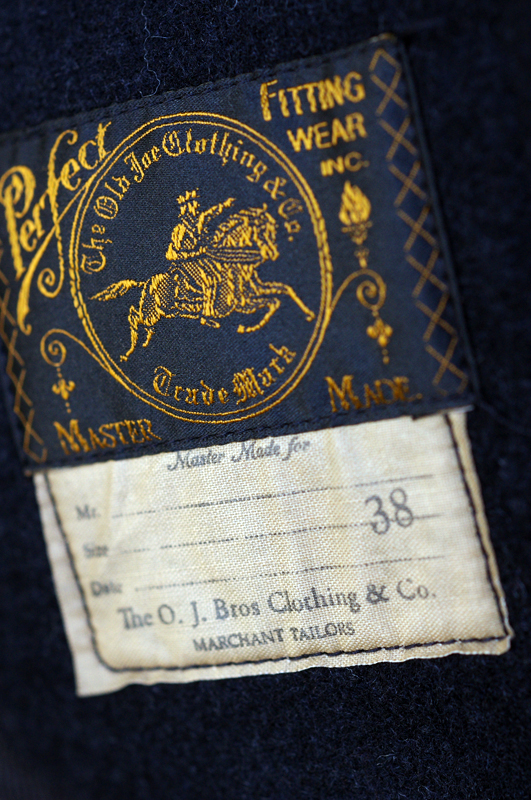 Perfect
FITTING
WEAR
INC.
The Old Joe Clothing & Co.
Trade Mark
MASTER MADE.
Master Made for
Mr.
Size 38
Date
The O. J. Bros Clothing & Co.
MERCHANT TAILORS